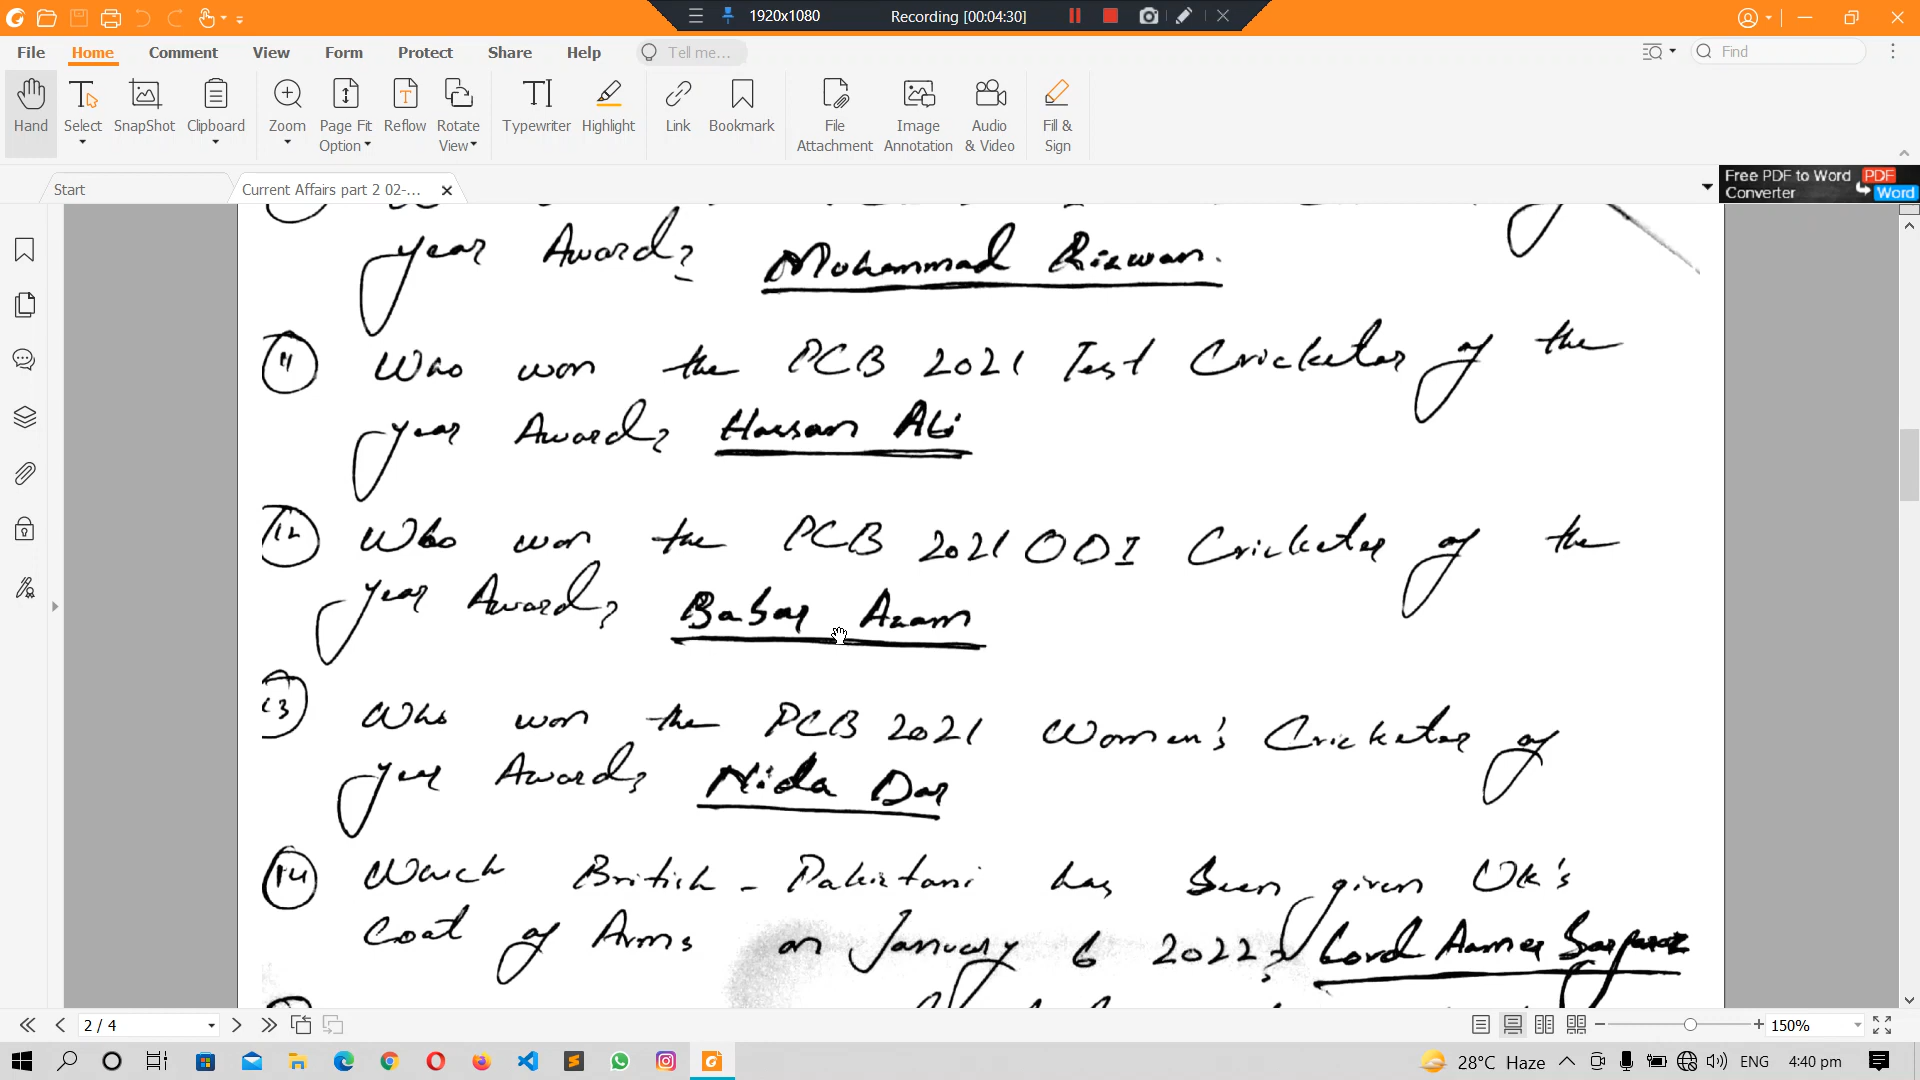 1920x1080
Recording [00:04:30]
File Home Comment View Form Protect Share Help Tell me... Find
Hand Select SnapShot Clipboard Zoom Page Fit Option Reflow Rotate View Typewriter Highlight Link Bookmark File Attachment Image Annotation Audio & Video Fill & Sign
Start Current Affairs part 2 02-...
Free PDF to Word Converter PDF Word
year Award? Mohammad Rizwan.
11 Who won the PCB 2021 Test Cricketer of the
year Award? Hassan Ali
12 Who won the PCB 2021 ODI Cricketer of the
year Award? Babar Azam
13 Who won the PCB 2021 Women's Cricketer of
year Award? Nida Dar
14 Which British - Pakistani has been given UK's
Coat of Arms on January 6 2022? Lord Aamer Sarfaraz
2 / 4 150%
28°C Haze ENG 4:40 pm